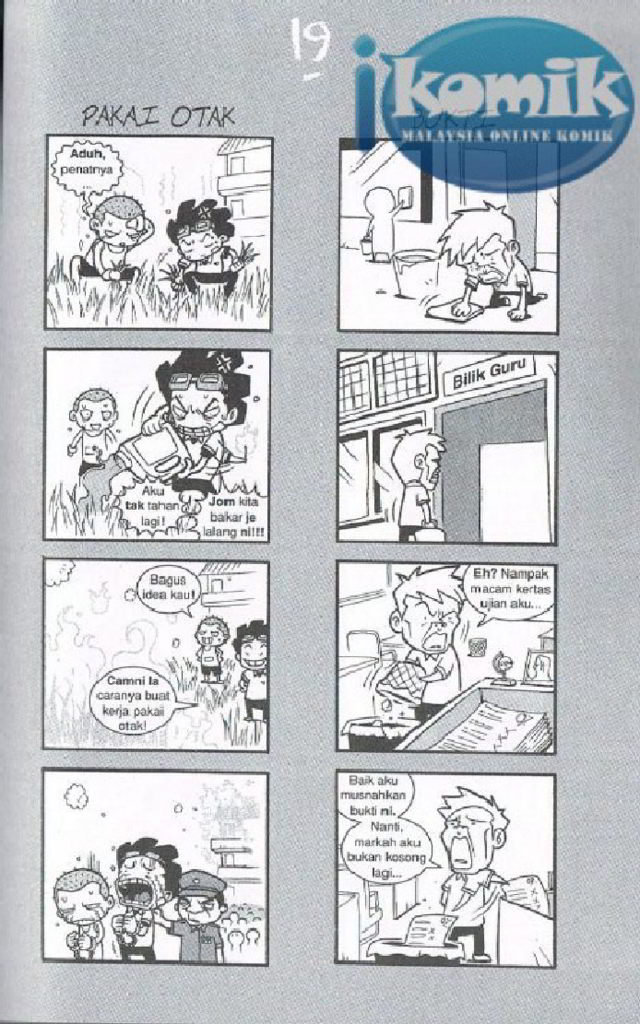 19
ikomik
MALAYSIA ONLINE KOMIK
PAKAI OTAK
Aduh,
penatnya
...
Aku
tak tahan
lagi!
Jom kita
bakar je
lalang ni!!!
Bagus
idea kau!
Camni la
caranya buat
kerja pakai
otak!
BUKTI
Bilik Guru
Eh? Nampak
macam kertas
ujian aku...
Baik aku
musnahkan
bukti ni.
Nanti,
markah aku
bukan kosong
lagi...